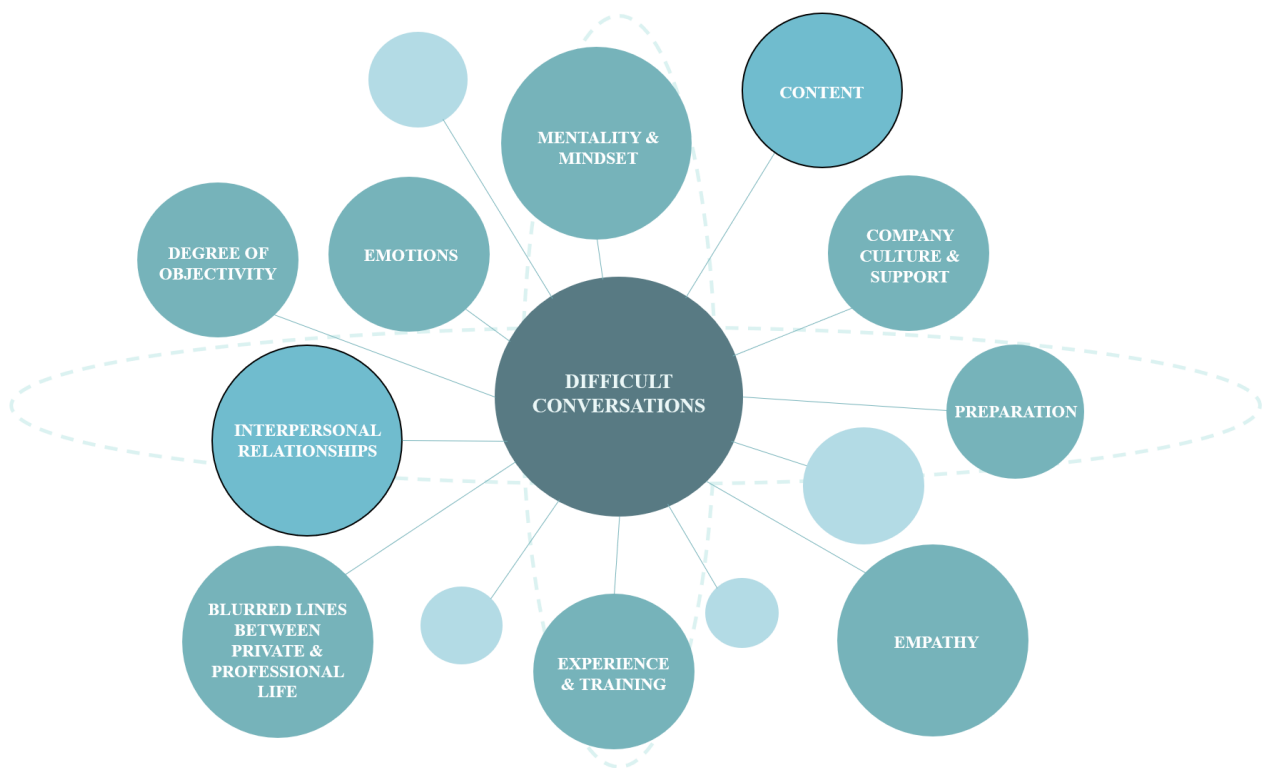 CONTENT
MENTALITY &
MINDSET
COMPANY
CULTURE &
SUPPORT
DEGREE OF
OBJECTIVITY
EMOTIONS
DIFFICULT
CONVERSATIONS
PREPARATION
INTERPERSONAL
RELATIONSHIPS
BLURRED LINES
BETWEEN
PRIVATE &
PROFESSIONAL
LIFE
EXPERIENCE
& TRAINING
EMPATHY